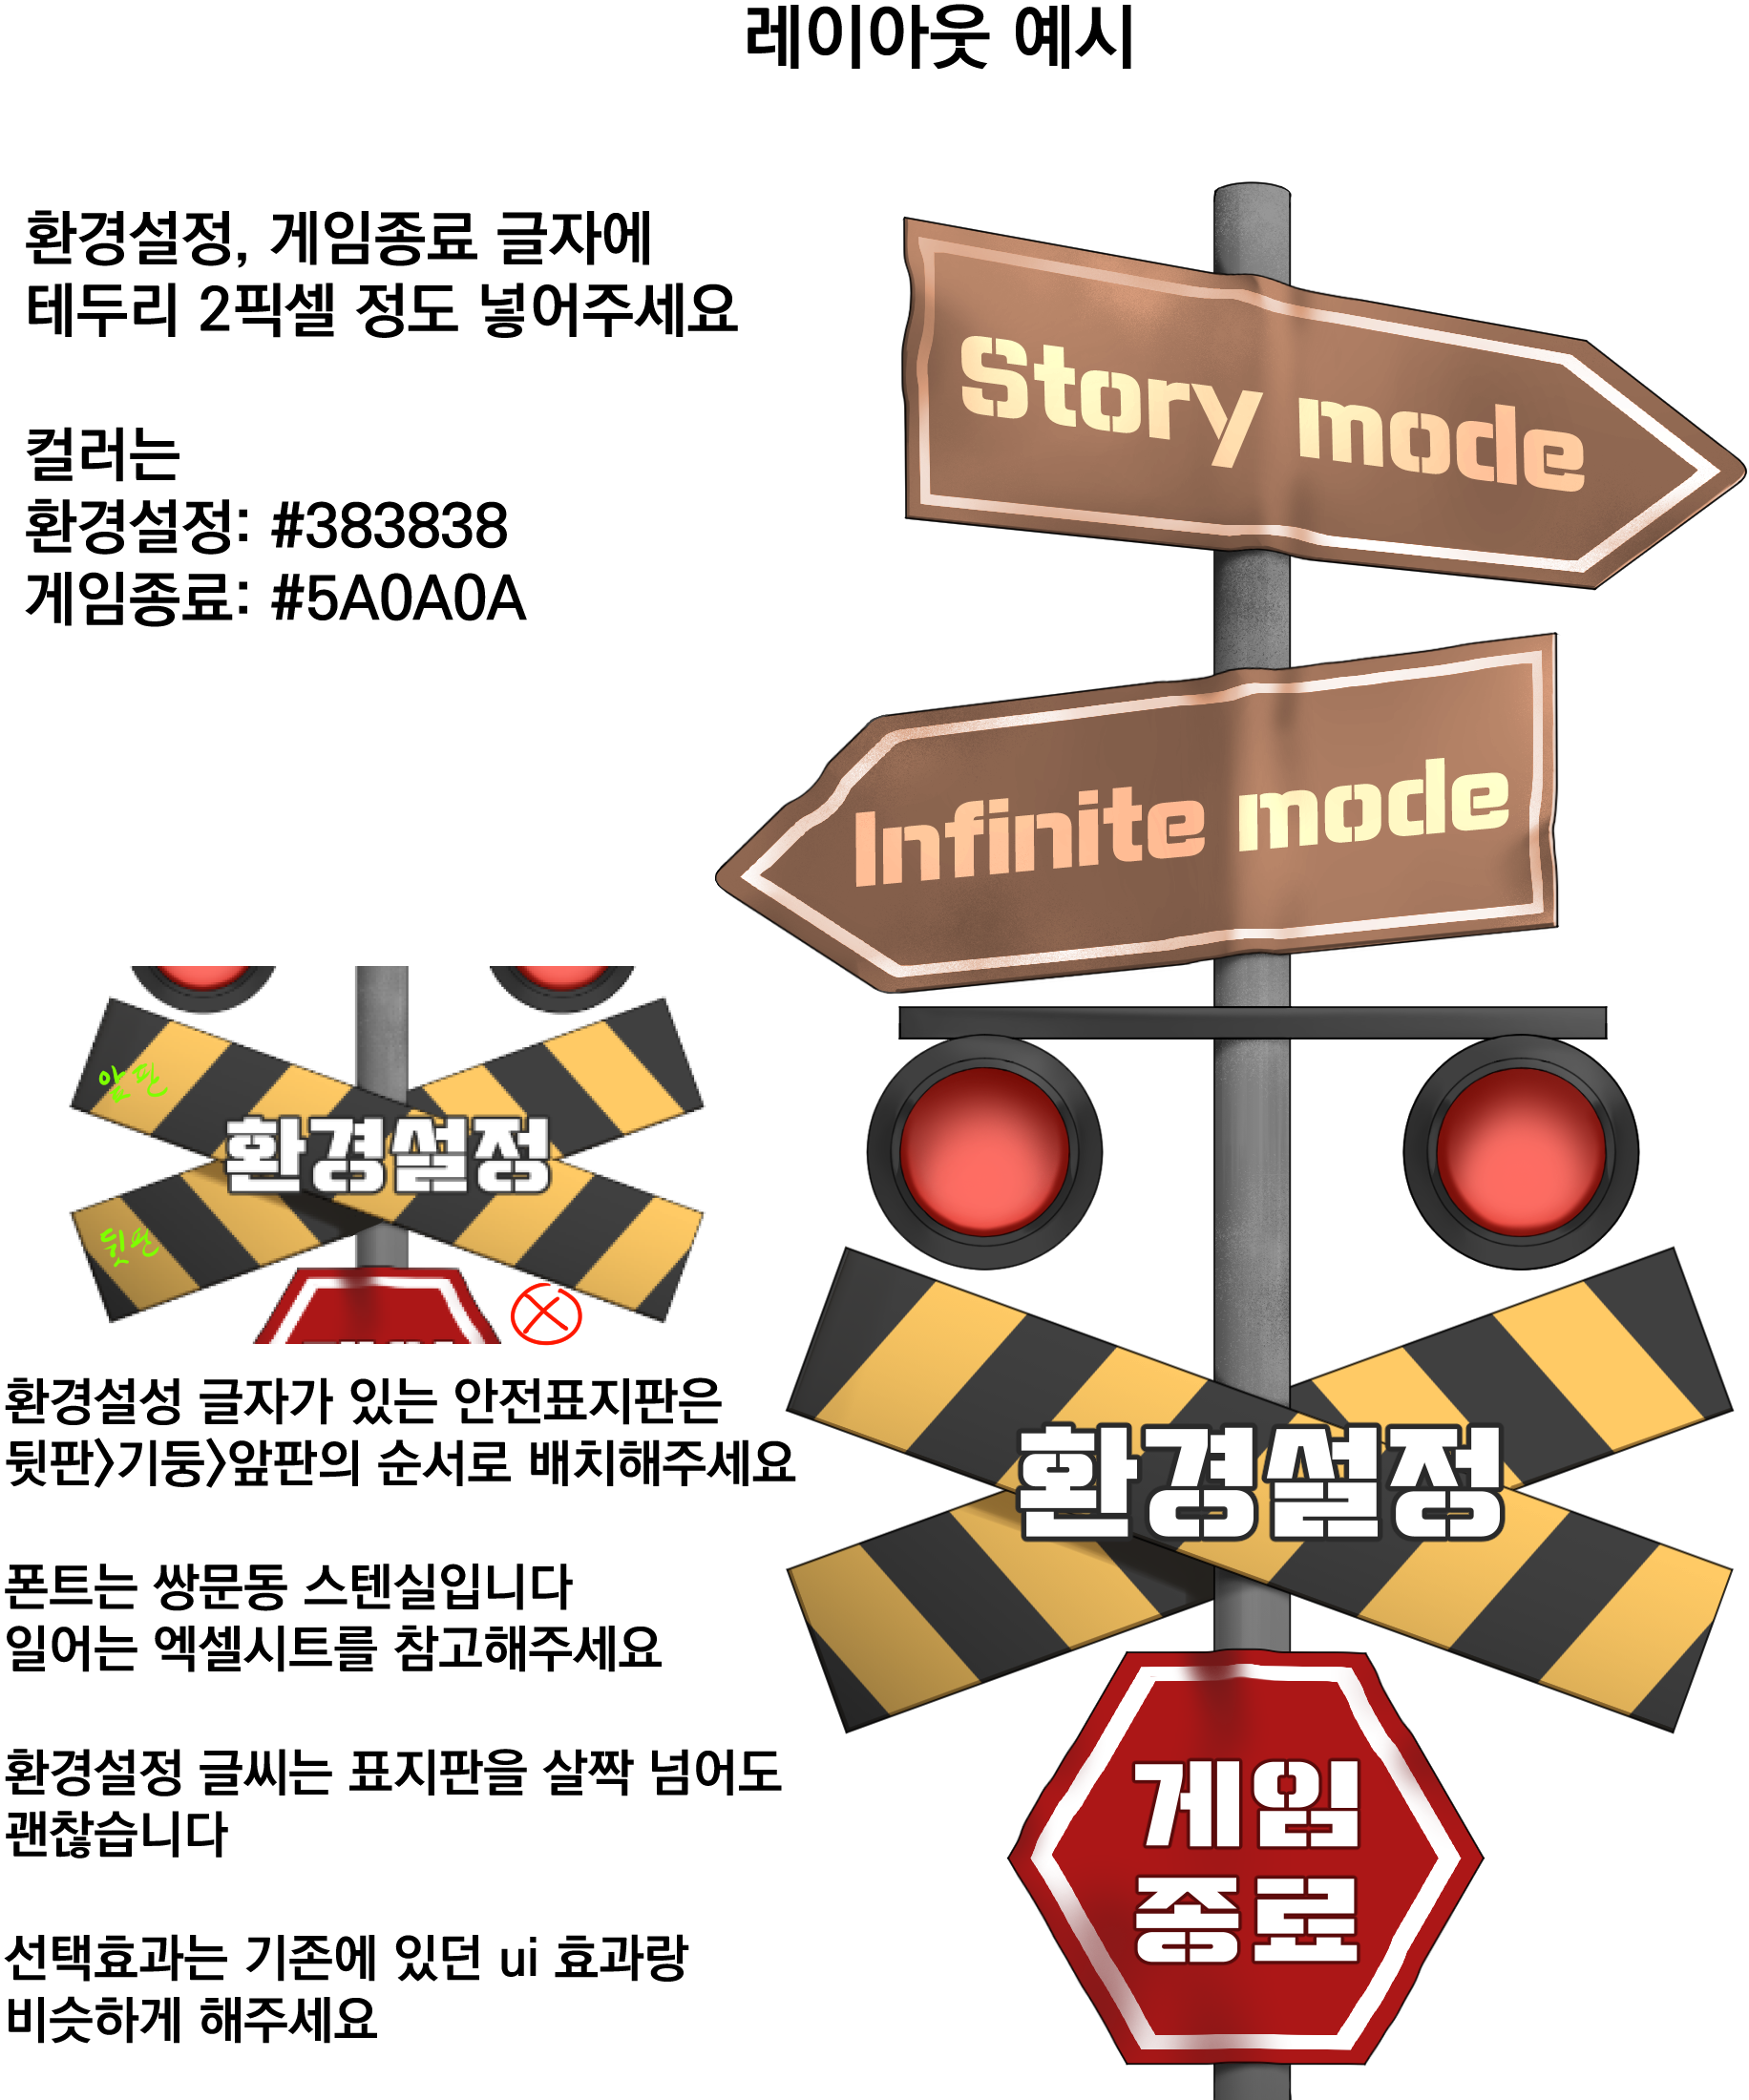 레이아웃 예시
환경설정, 게임종료 글자에
테두리 2픽셀 정도 넣어주세요
컬러는
환경설정: #383838
게임종료: #5A0A0A
Story mode
Infinite mode
앞판
환경설정
뒷판
환경설성 글자가 있는 안전표지판은
뒷판>기둥>앞판의 순서로 배치해주세요
폰트는 쌍문동 스텐실입니다
일어는 엑셀시트를 참고해주세요
환경설정 글씨는 표지판을 살짝 넘어도
괜찮습니다
선택효과는 기존에 있던 ui 효과랑
비슷하게 해주세요
환경설정
게임
종료